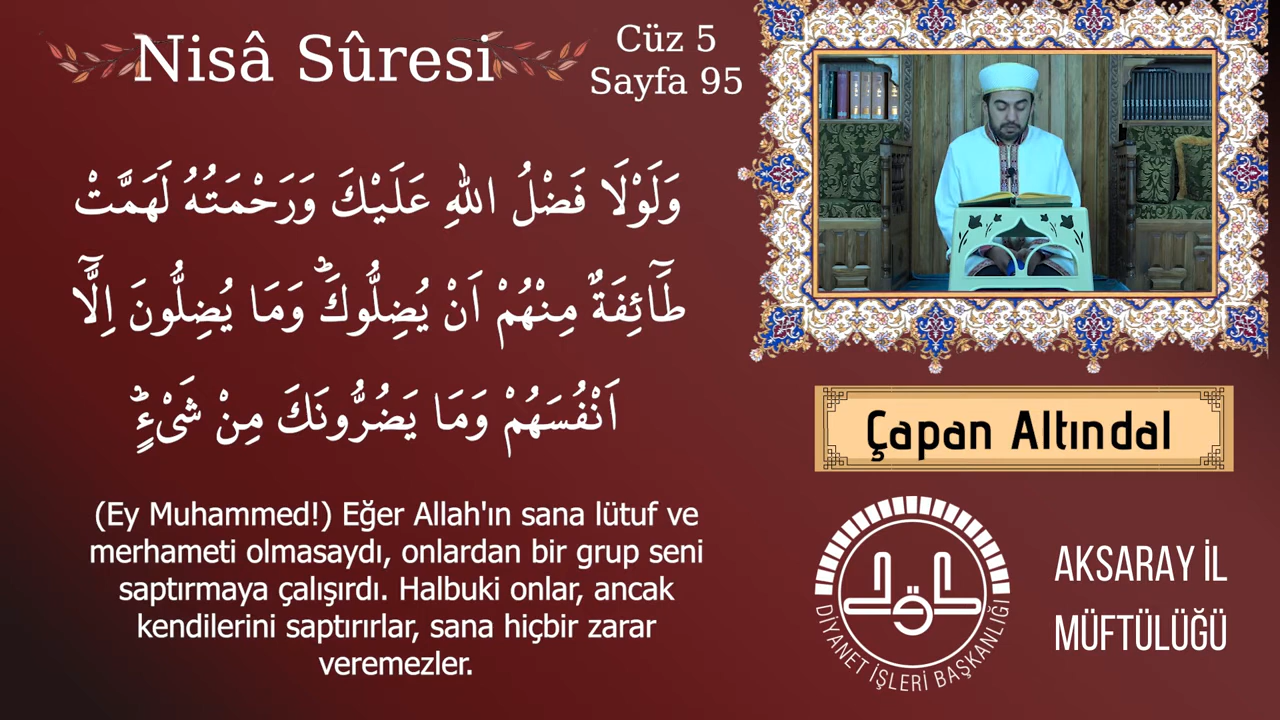 Nisâ Sûresi
Cüz 5
Sayfa 95
وَلَوْلَا فَضْلُ اللهِ عَلَيْكَ وَرَحْمَتُهُ لَهَمَّتْ
طَٓائِفَةٌ مِنْهُمْ اَنْ يُضِلُّوكَۜ وَمَا يُضِلُّونَ اِلَّٓا
اَنْفُسَهُمْ وَمَا يَضُرُّونَكَ مِنْ شَىْءٍۜ
(Ey Muhammed!) Eğer Allah'ın sana lütuf ve
merhameti olmasaydı, onlardan bir grup seni
saptırmaya çalışırdı. Halbuki onlar, ancak
kendilerini saptırırlar, sana hiçbir zarar
veremezler.
Çapan Altındal
DİYANET İŞLERİ BAŞKANLIĞI
AKSARAY İL
MÜFTÜLÜĞÜ